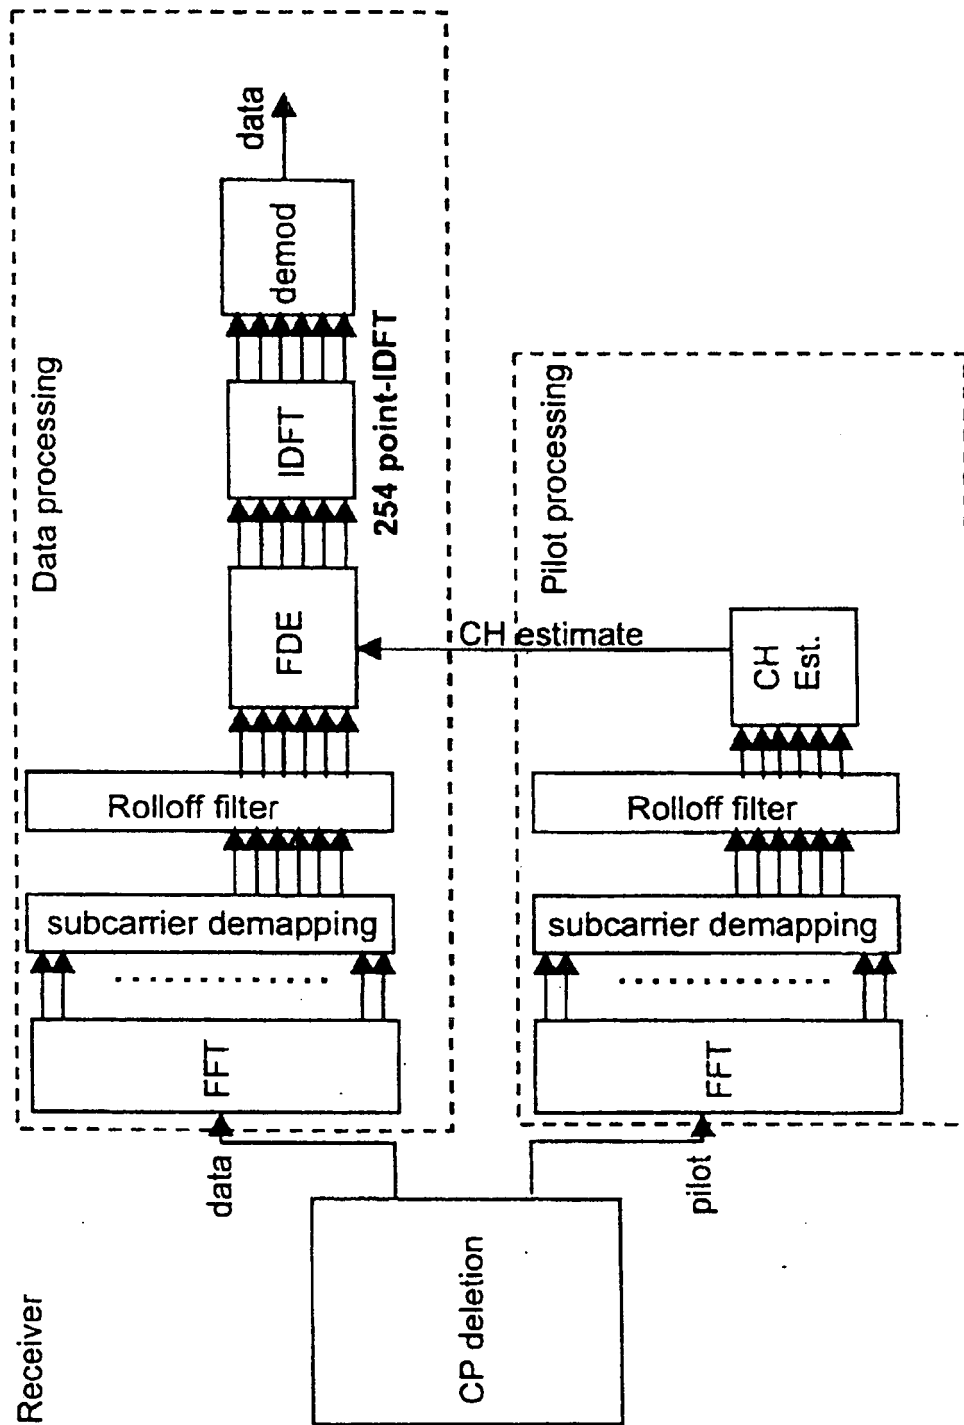 Receiver
CP deletion
data
pilot
Data processing
FFT
subcarrier demapping
Rolloff filter
FDE
IDFT
254 point-IDFT
demod
data
CH estimate
Pilot processing
FFT
subcarrier demapping
Rolloff filter
CH
Est.